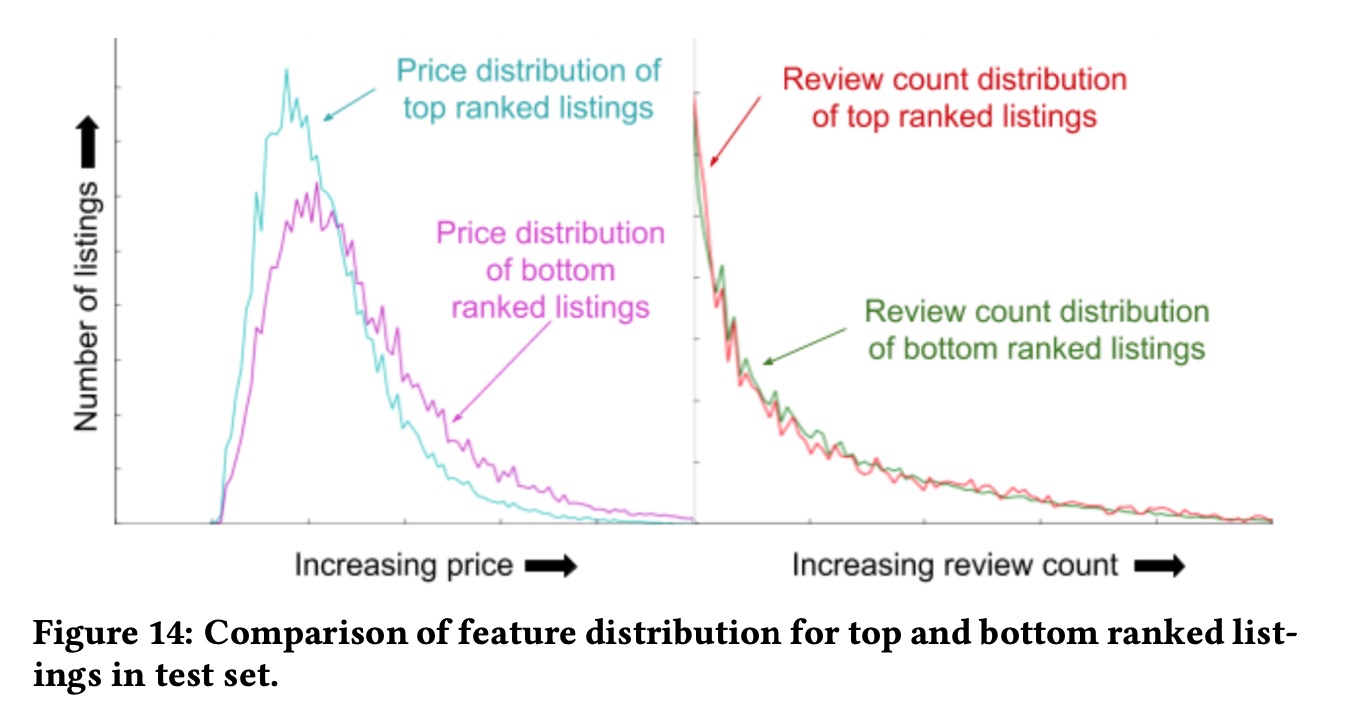 Price distribution of
top ranked listings
Number of listings
Price distribution
of bottom
ranked listings
Increasing price
Review count distribution
of top ranked listings
Review count distribution
of bottom ranked listings
Increasing review count
Figure 14: Comparison of feature distribution for top and bottom ranked list-
ings in test set.